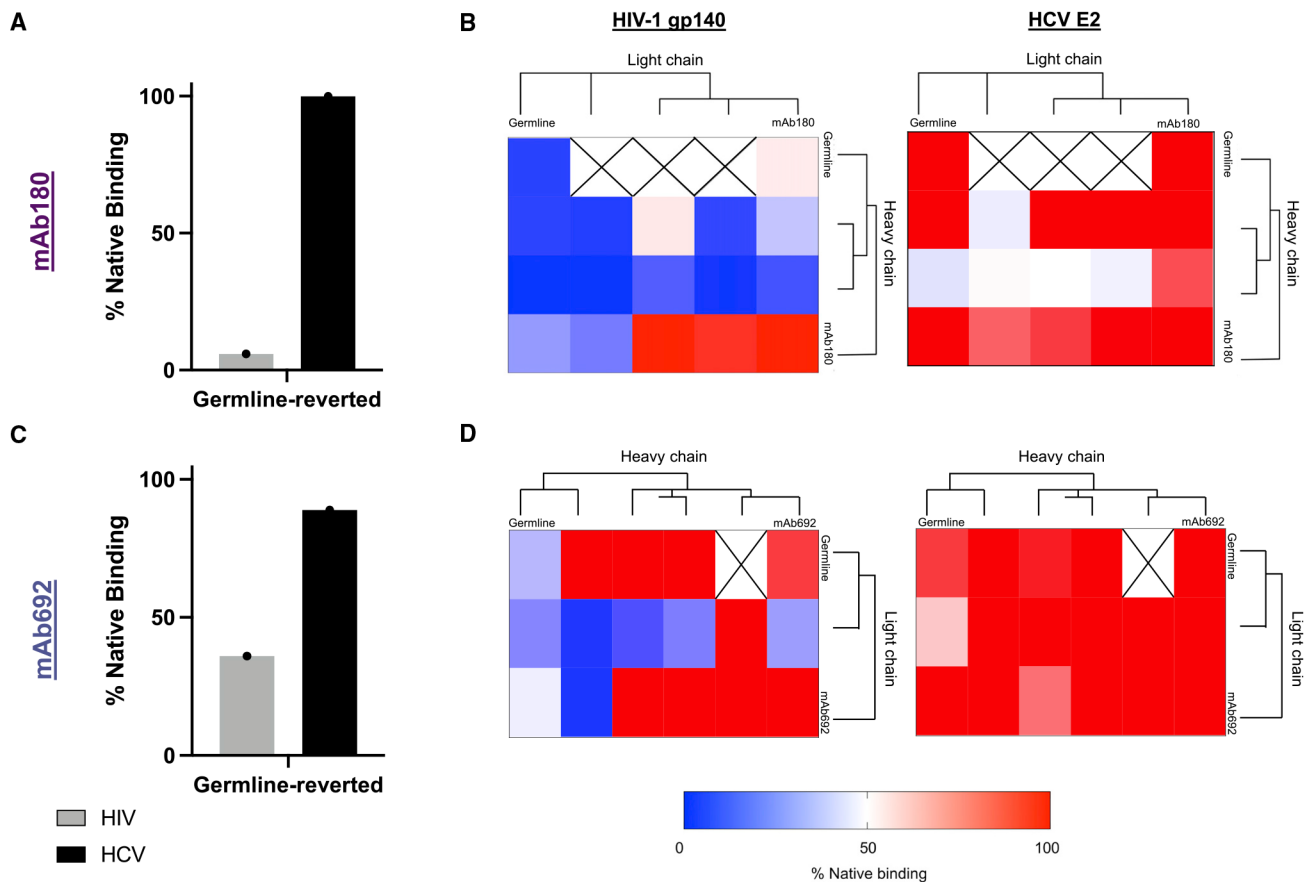 A
B
HIV-1 gp140
HCV E2
mAb180
% Native Binding
100
50
0
Germline-reverted
Light chain
Germline
mAb180
Germline
Heavy chain
mAb180
Light chain
Germline
mAb180
Germline
Heavy chain
mAb180
C
D
mAb692
% Native Binding
100
50
0
Germline-reverted
HIV
HCV
Heavy chain
Germline
mAb692
Germline
Light chain
mAb692
Heavy chain
Germline
mAb692
Germline
Light chain
mAb692
0
50
100
% Native binding